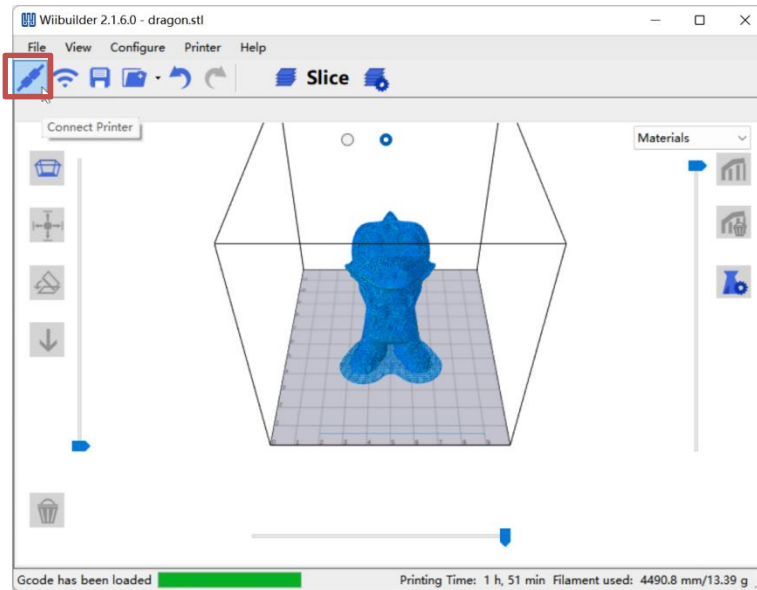 Wiibuilder 2.1.6.0 - dragon.stl
File View Configure Printer Help
Slice
Connect Printer
Materials
Gcode has been loaded
Printing Time: 1 h, 51 min Filament used: 4490.8 mm/13.39 g